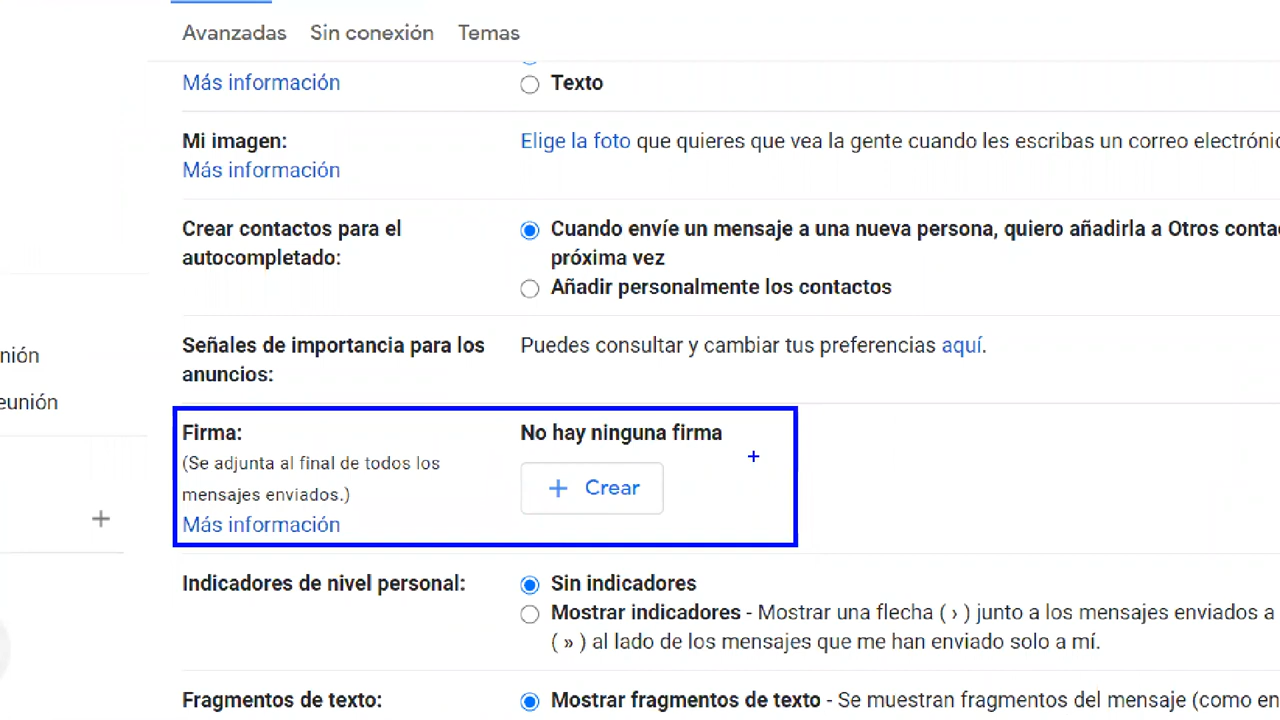 Avanzadas Sin conexión Temas
Más información
Texto
Mi imagen:
Más información
Elige la foto que quieres que vea la gente cuando les escribas un correo
Crear contactos para el
autocompletado:
Cuando envíe un mensaje a una nueva persona, quiero añadirla a Otros
próxima vez
Añadir personalmente los contactos
nión
eunión
Señales de importancia para los
anuncios:
Puedes consultar y cambiar tus preferencias aquí.
Firma:
(Se adjunta al final de todos los
mensajes enviados.)
Más información
No hay ninguna firma
+ Crear
Indicadores de nivel personal:
Sin indicadores
Mostrar indicadores - Mostrar una flecha ( › ) junto a los mensajes enviados a
( » ) al lado de los mensajes que me han enviado solo a mí.
Fragmentos de texto:
Mostrar fragmentos de texto - Se muestran fragmentos del mensaje (como en